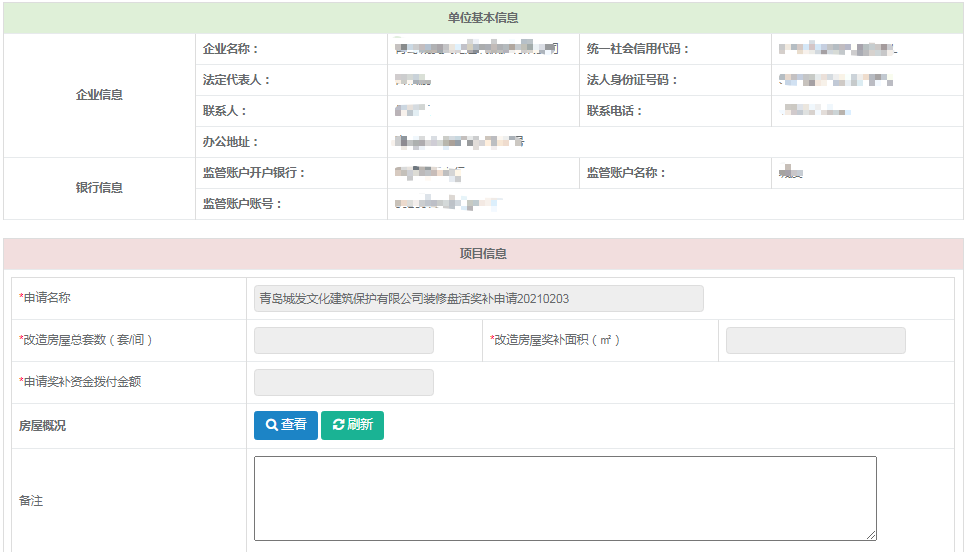 单位基本信息
企业信息
企业名称：
统一社会信用代码：
法定代表人：
法人身份证号码：
联系人：
联系电话：
办公地址：
银行信息
监管账户开户银行：
监管账户名称：
监管账户账号：
项目信息
*申请名称
青岛城发文化建筑保护有限公司装修盘活奖补申请20210203
*改造房屋总套数（套/间）
*改造房屋奖补面积（㎡）
*申请奖补资金拨付金额
房屋概况
查看
刷新
备注